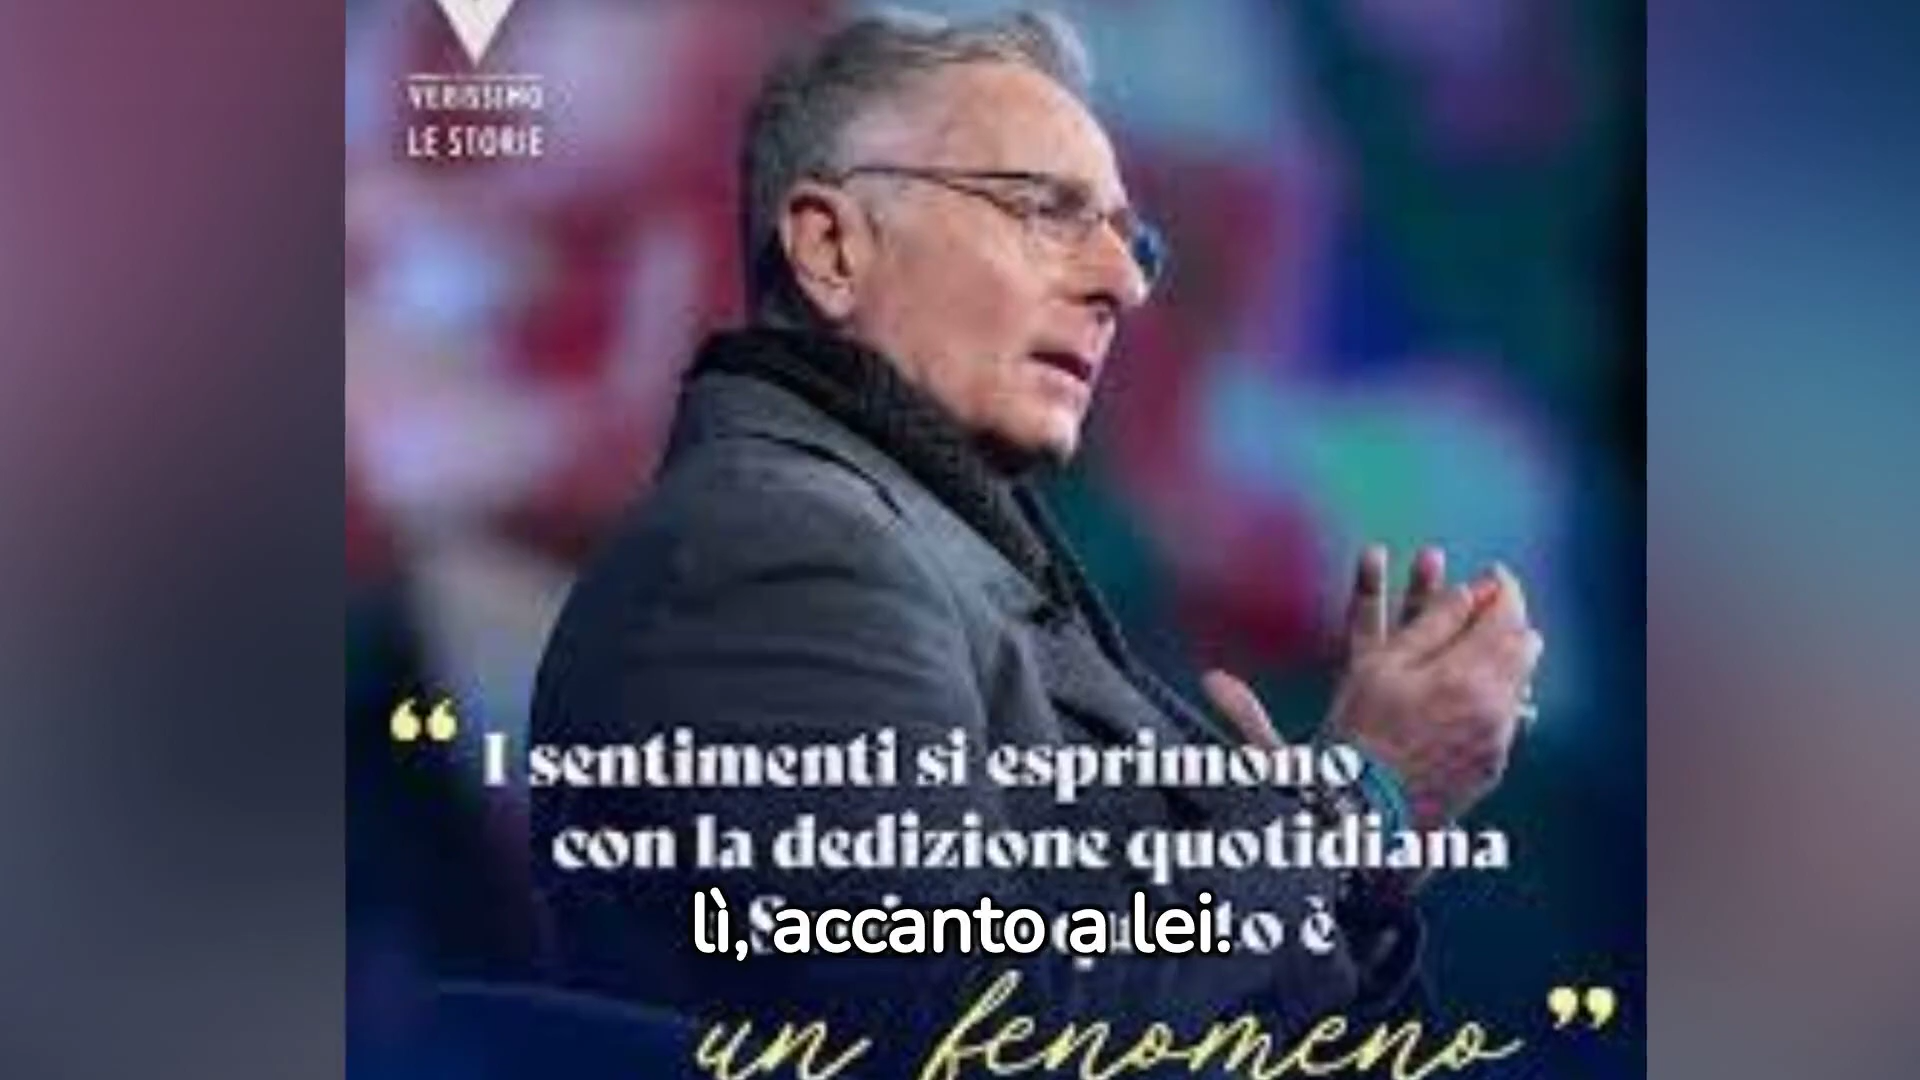 VERISSIMO
LE STORIE
“ I sentimenti si esprimono
con la dedizione quotidiana
lì, accanto a lei.
è
un fenomeno ”